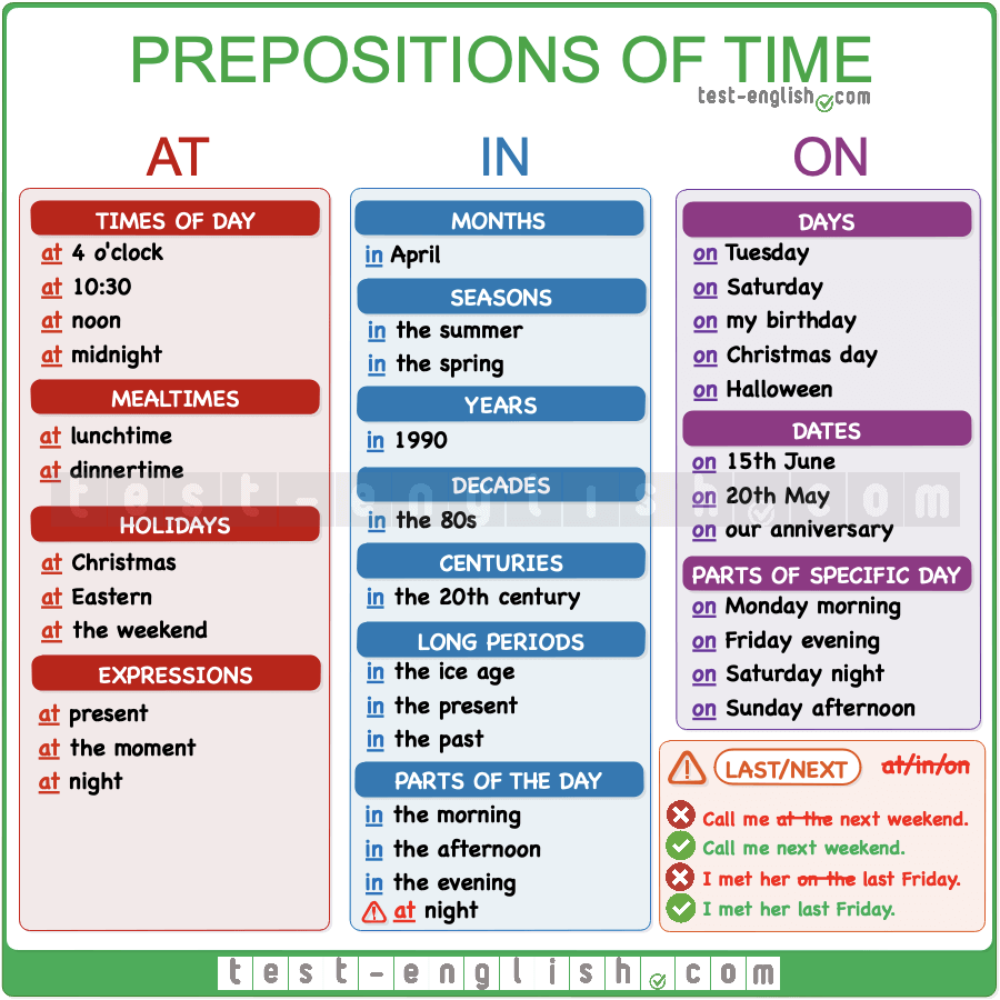 PREPOSITIONS OF TIME
test-english.com
AT
TIMES OF DAY
at 4 o'clock
at 10:30
at noon
at midnight
MEALTIMES
at lunchtime
at dinnertime
HOLIDAYS
at Christmas
at Eastern
at the weekend
EXPRESSIONS
at present
at the moment
at night
IN
MONTHS
in April
SEASONS
in the summer
in the spring
YEARS
in 1990
DECADES
in the 80s
CENTURIES
in the 20th century
LONG PERIODS
in the ice age
in the present
in the past
PARTS OF THE DAY
in the morning
in the afternoon
in the evening
at night
ON
DAYS
on Tuesday
on Saturday
on my birthday
on Christmas day
on Halloween
DATES
on 15th June
on 20th May
on our anniversary
PARTS OF SPECIFIC DAY
on Monday morning
on Friday evening
on Saturday night
on Sunday afternoon
LAST/NEXT at/in/on
Call me at the next weekend.
Call me next weekend.
I met her on the last Friday.
I met her last Friday.
test-english.com
test-english.com